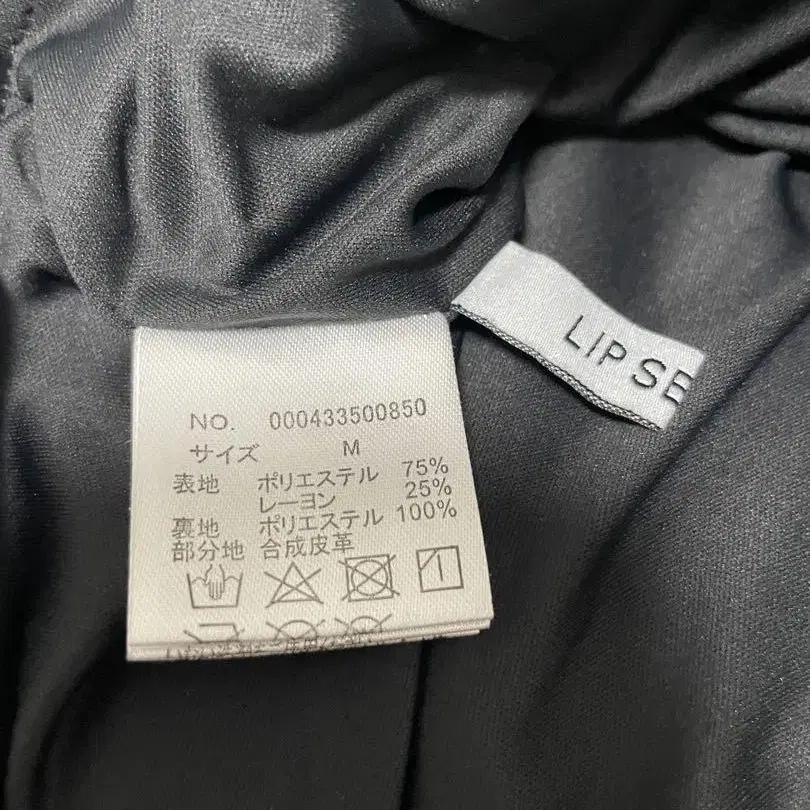 NO. 000433500850
サイズ M
表地 ポリエステル 75%
レーヨン 25%
裏地 ポリエステル 100%
部分地 合成皮革
LIP SE